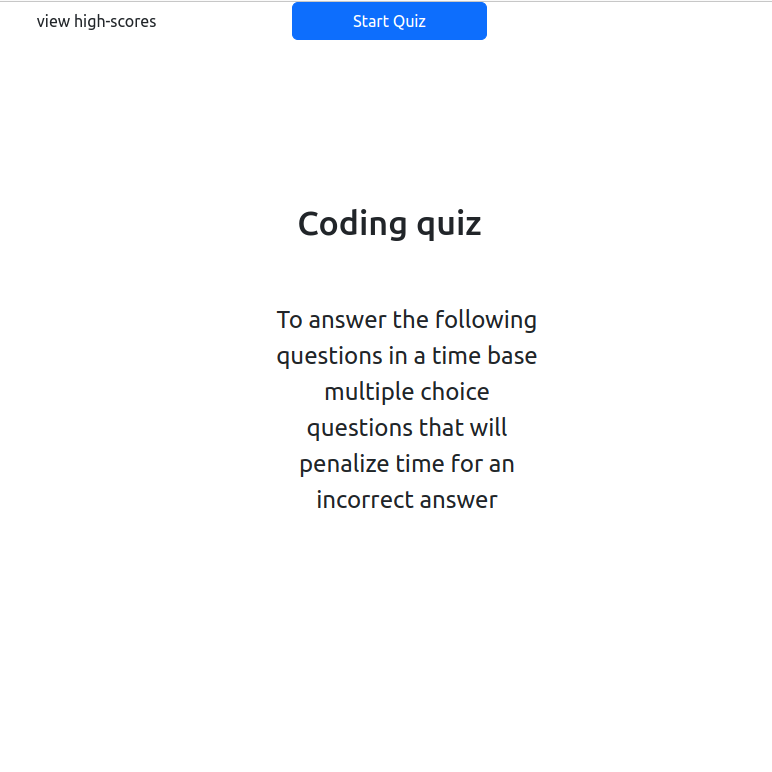 view high-scores
Start Quiz
Coding quiz
To answer the following
questions in a time base
multiple choice
questions that will
penalize time for an
incorrect answer